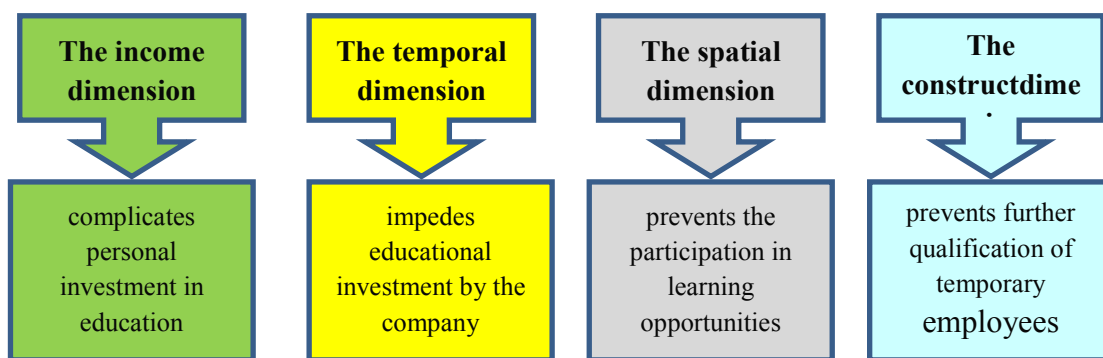 The income
dimension
The temporal
dimension
The spatial
dimension
The
constructdime
complicates
personal
investment in
education
impedes
educational
investment by the
company
prevents the
participation in
learning
opportunities
prevents further
qualification of
temporary
employees